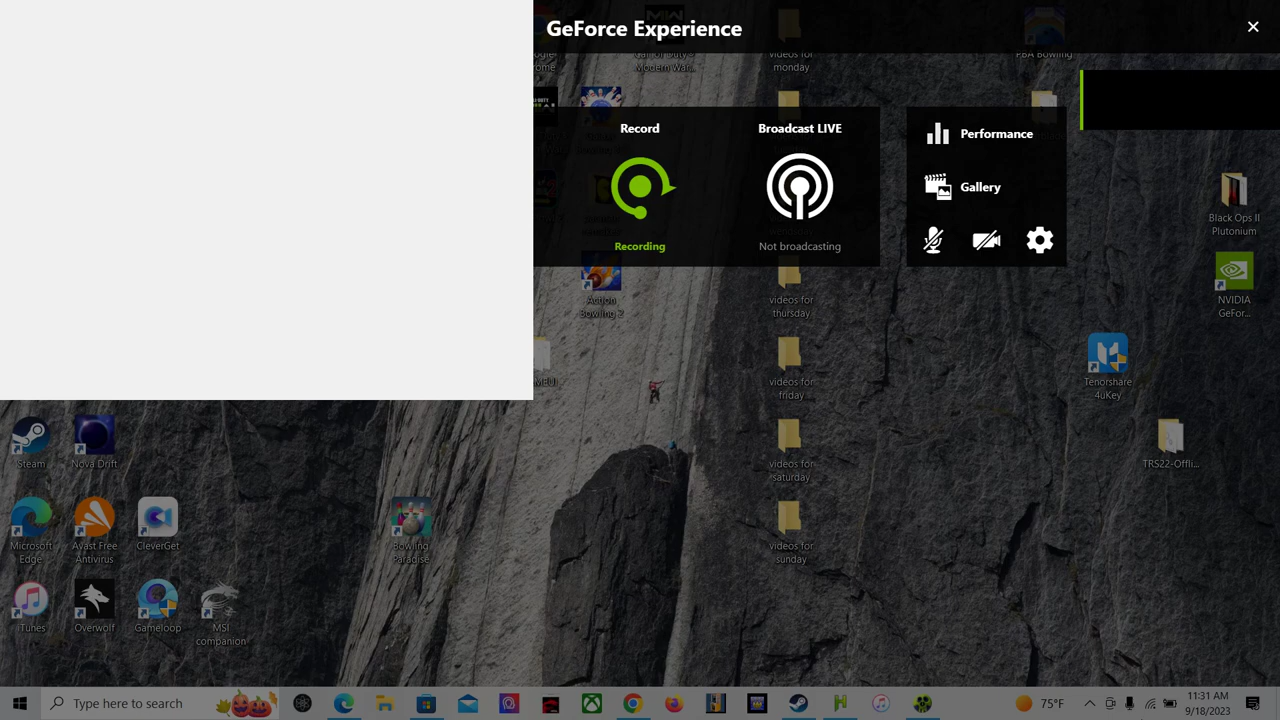 GeForce Experience
videos for
monday
PBA Bowling
Record
Broadcast LIVE
Recording
Not broadcasting
Performance
Gallery
Black Ops II
Plutonium
Action
Bowling 2
videos for
thursday
NVIDIA
GeFor...
videos for
friday
Tenorshare
4uKey
Steam
Nova Drift
videos for
saturday
TRS22-Offli...
Microsoft
Edge
Avast Free
Antivirus
CleverGet
Bowling
Paradise
videos for
sunday
iTunes
Overwolf
Gameloop
MSI
companion
Type here to search
75°F
11:31 AM
9/18/2023